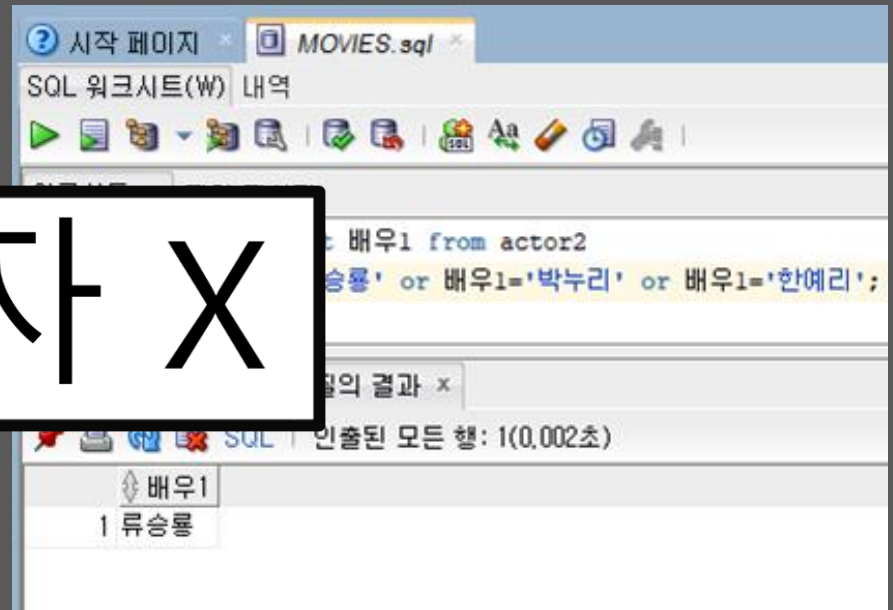 시작 페이지 MOVIES.sql
SQL 워크시트(W) 내역
배우1 from actor2
승룡' or 배우1='박누리' or 배우1='한예리';
X
질의 결과 x
SQL 인출된 모든 행: 1(0,002초)
배우1
1 류승룡